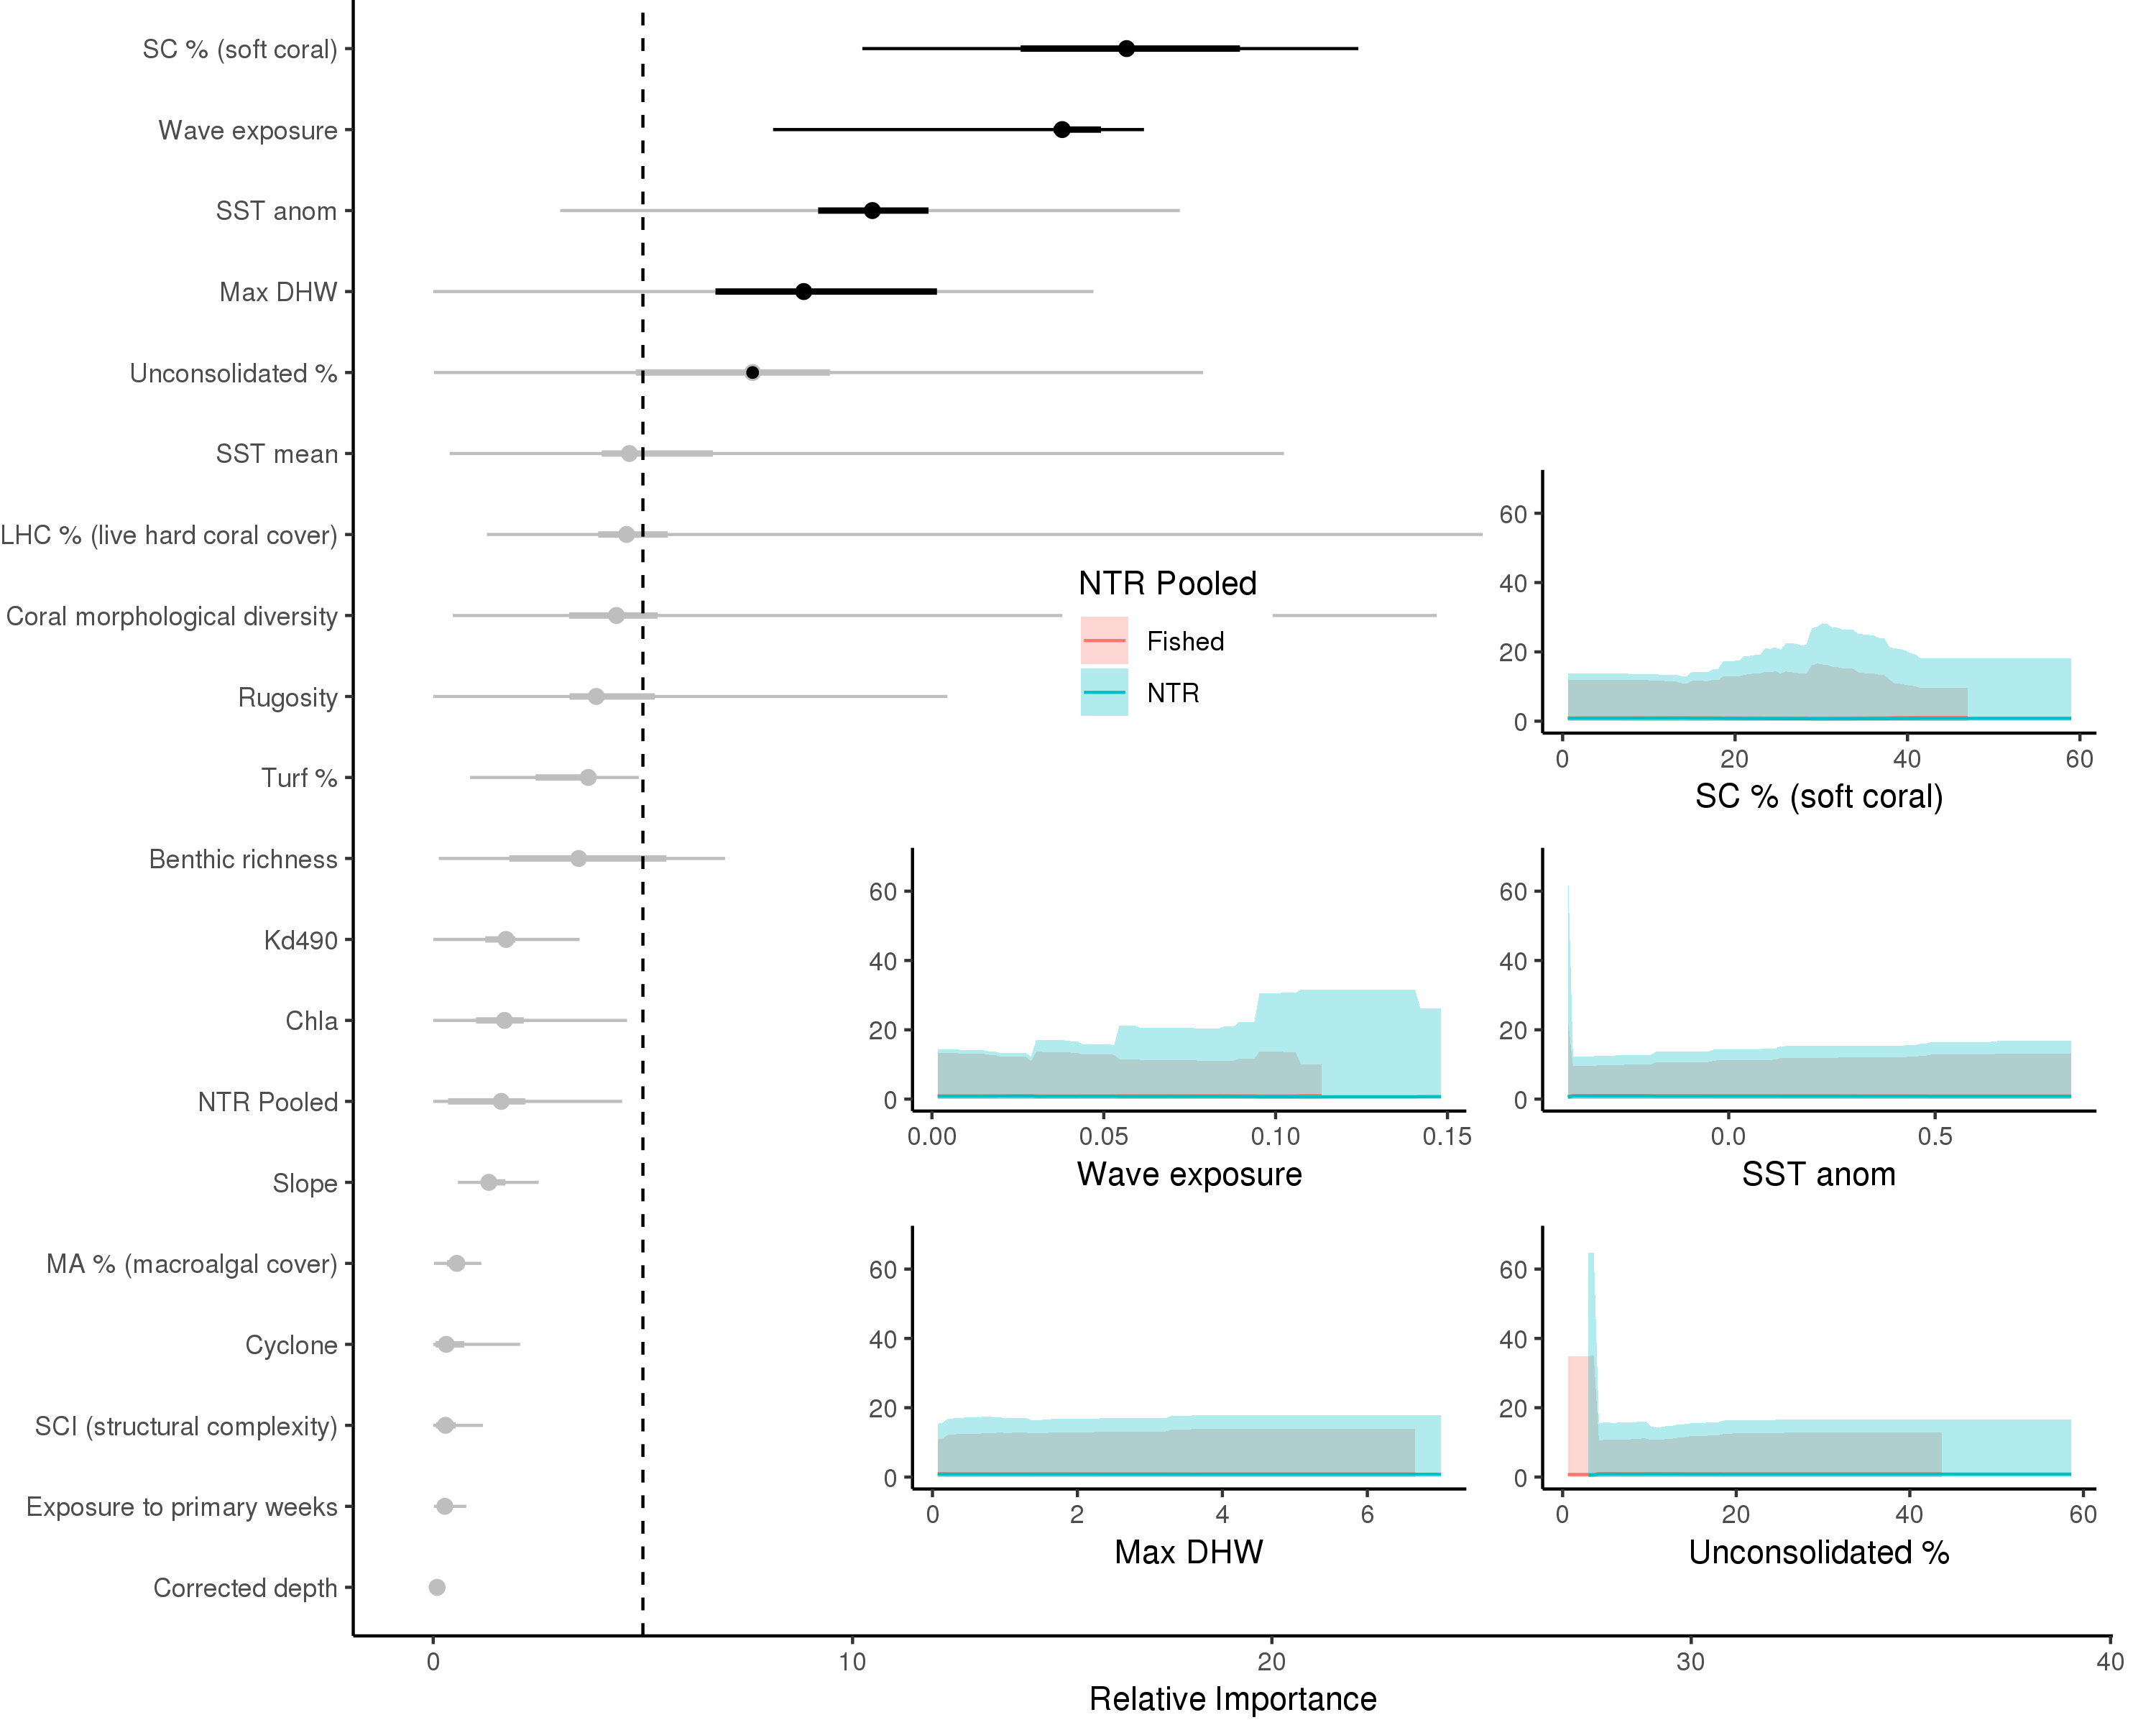 SC % (soft coral)
Wave exposure
SST anom
Max DHW
Unconsolidated %
SST mean
LHC % (live hard coral cover)
Coral morphological diversity
Rugosity
Turf %
Benthic richness
Kd490
Chla
NTR Pooled
Slope
MA % (macroalgal cover)
Cyclone
SCI (structural complexity)
Exposure to primary weeks
Corrected depth
0 10 20 30 40
Relative Importance
NTR Pooled
Fished
NTR
60
40
20
0
0 20 40 60
SC % (soft coral)
60
40
20
0
0.00 0.05 0.10 0.15
Wave exposure
60
40
20
0
0.0 0.5
SST anom
60
40
20
0
0 2 4 6
Max DHW
60
40
20
0
0 20 40 60
Unconsolidated %